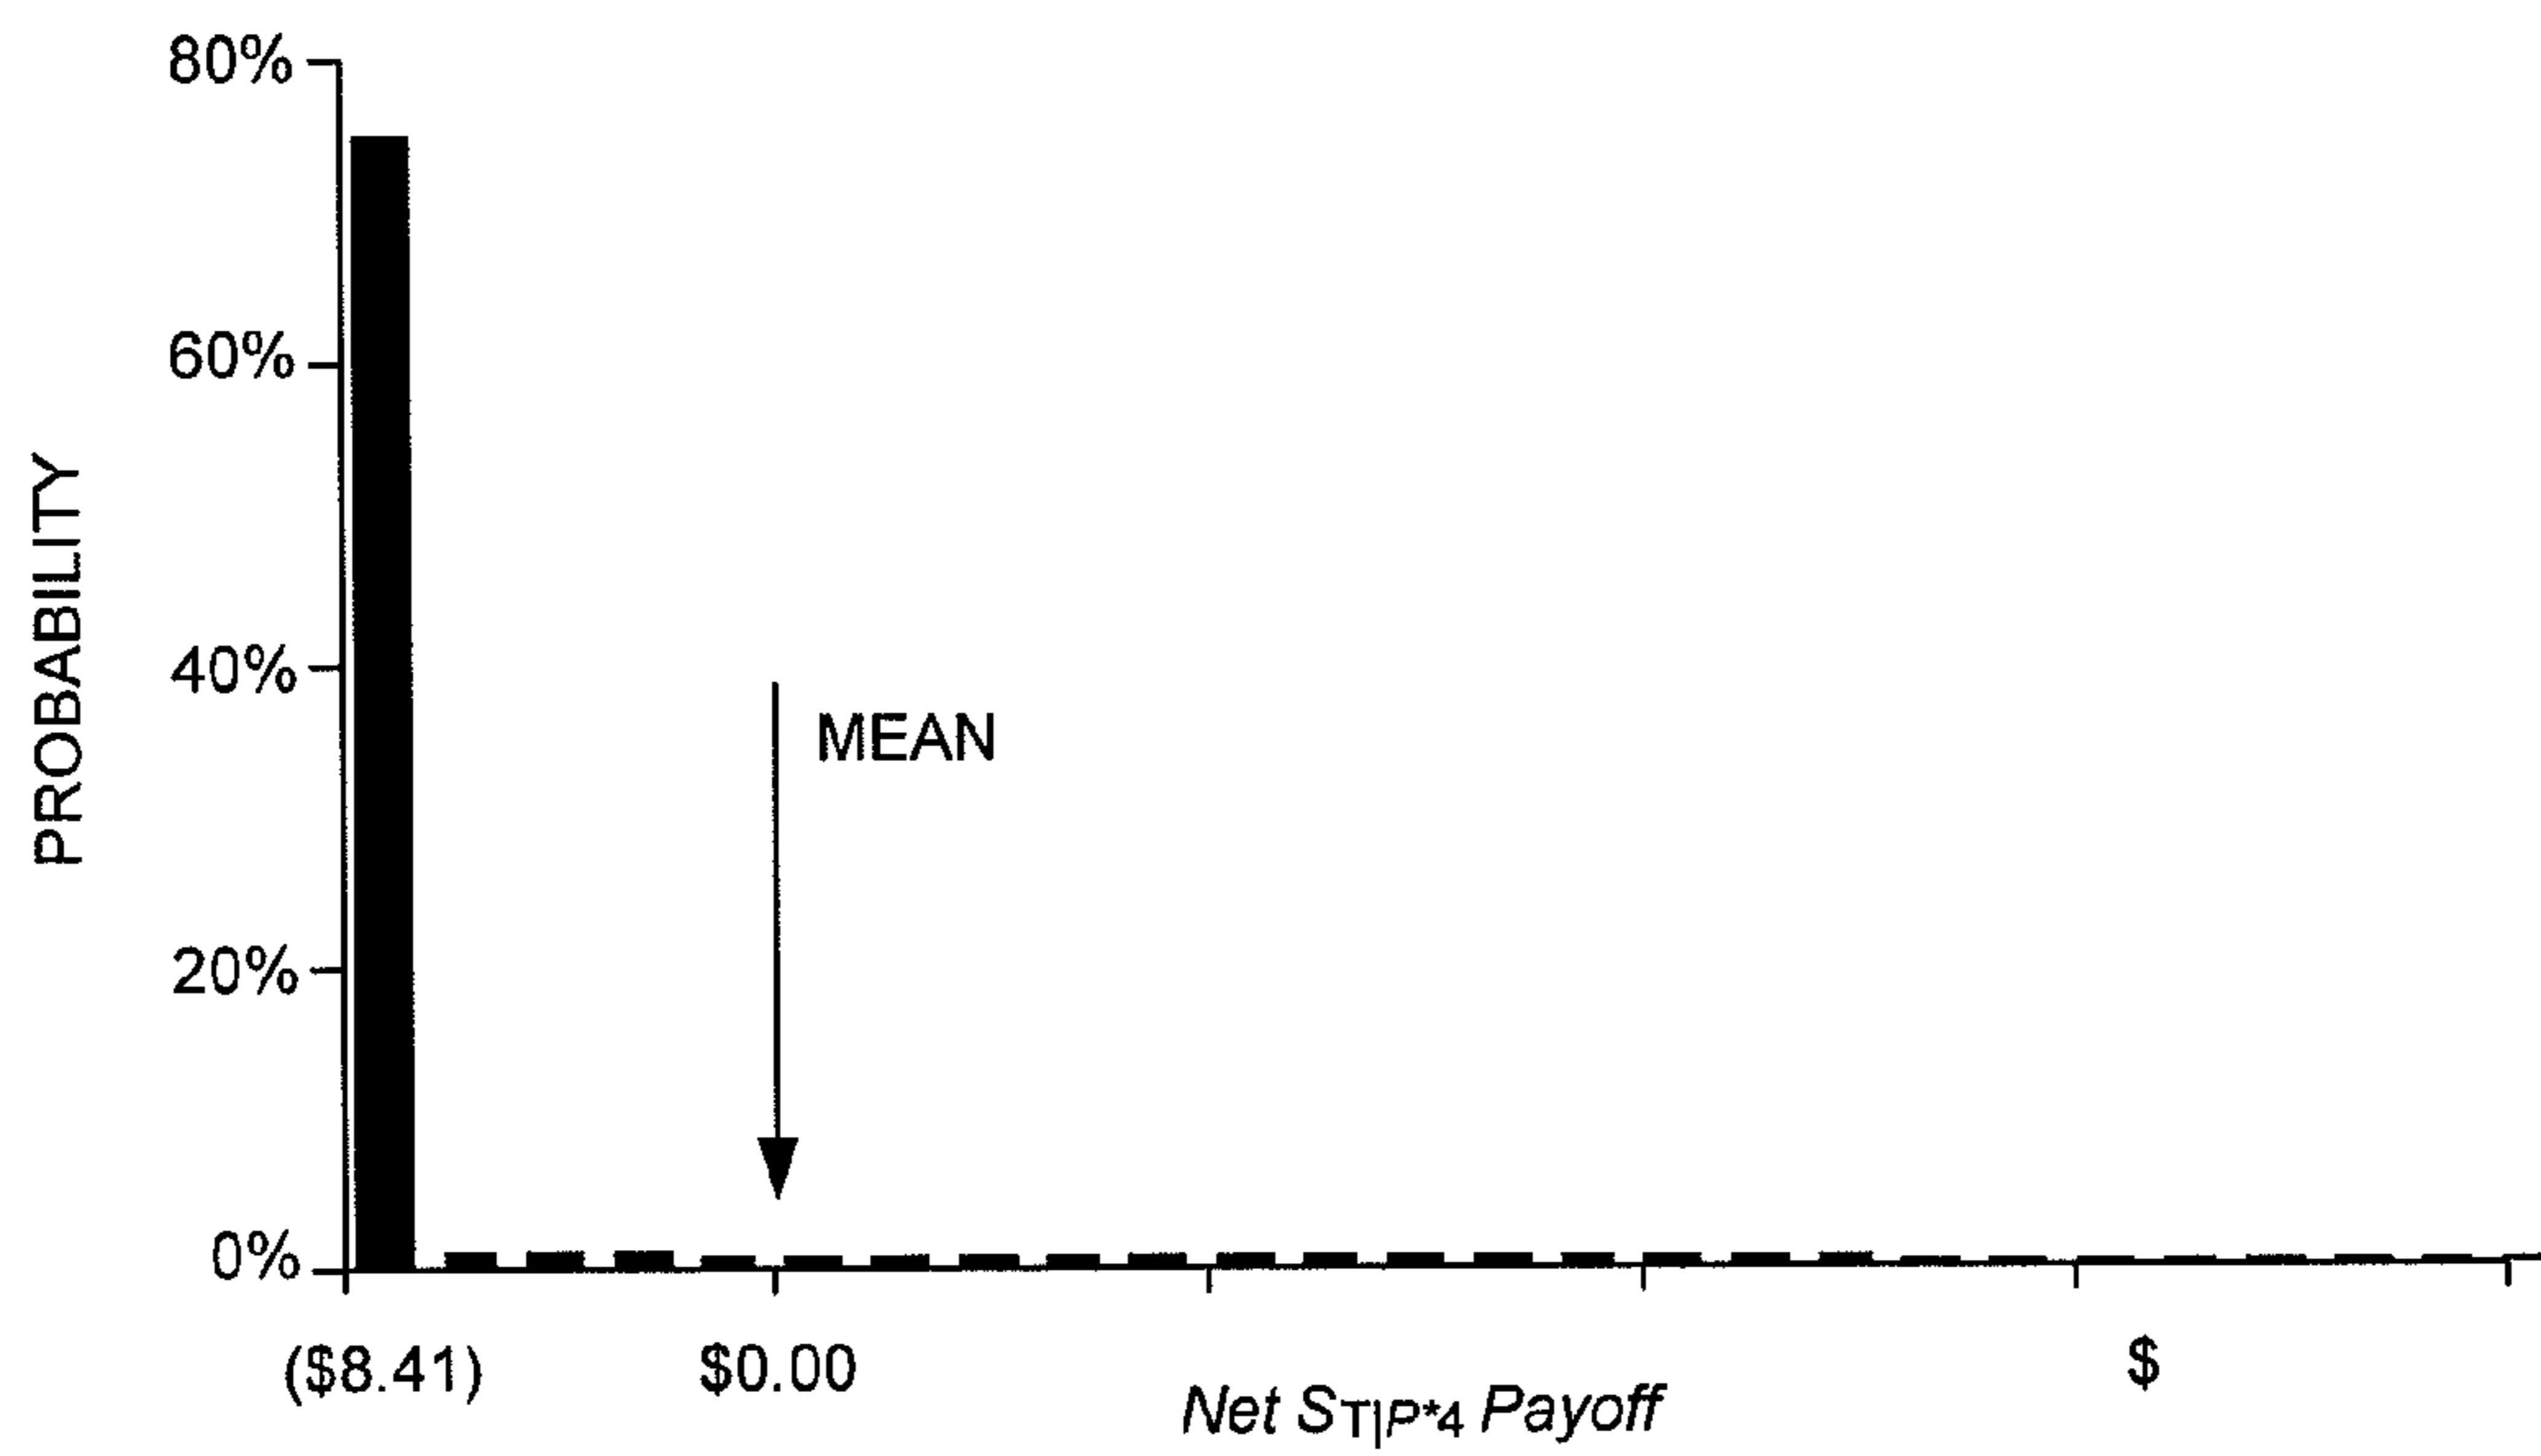 80%
60%
40%
20%
0%
PROBABILITY
MEAN
($8.41)
$0.00
$
Net ST|P*4 Payoff